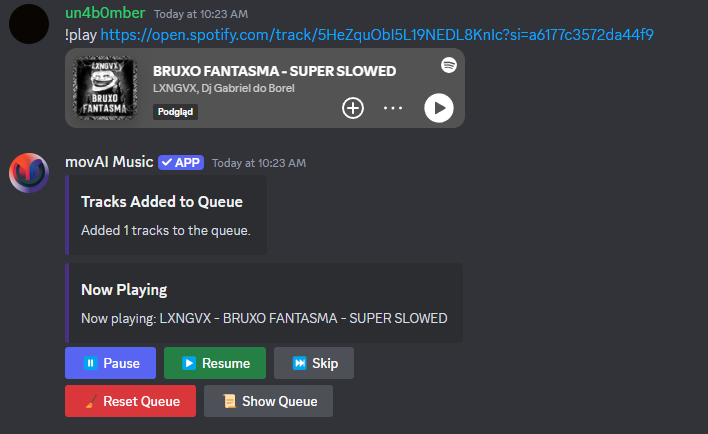 un4b0mber Today at 10:23 AM
!play https://open.spotify.com/track/5HeZquObI5L19NEDL8KnIc?si=a6177c3572da44f9
LXNGVX
BRUXO
FANTASMA
BRUXO FANTASMA - SUPER SLOWED
LXNGVX, Dj Gabriel do Borel
Podgląd
movAI Music APP Today at 10:23 AM
Tracks Added to Queue
Added 1 tracks to the queue.
Now Playing
Now playing: LXNGVX - BRUXO FANTASMA - SUPER SLOWED
Pause Resume Skip
Reset Queue Show Queue